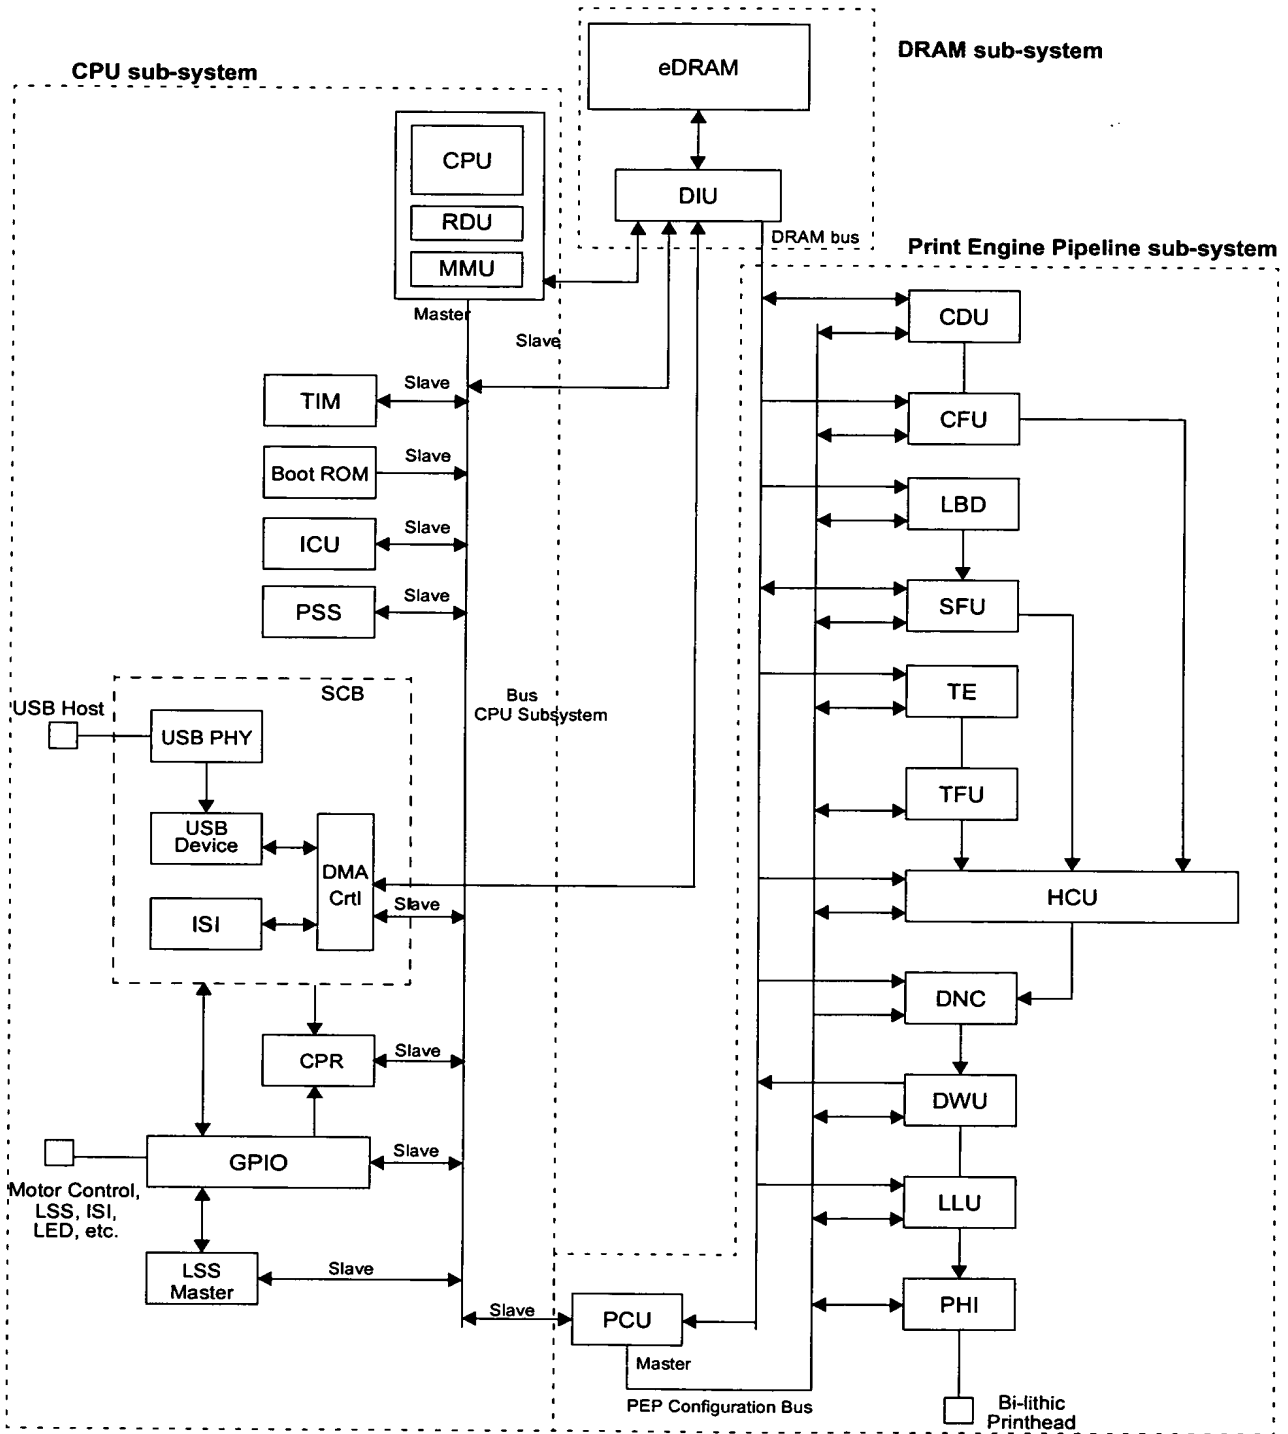 CPU sub-system
DRAM sub-system
eDRAM
CPU
RDU
MMU
DIU
DRAM bus
Print Engine Pipeline sub-system
Master
Slave
CDU
TIM
Slave
CFU
Boot ROM
Slave
LBD
ICU
Slave
PSS
Slave
SFU
SCB
TE
USB Host
Bus
CPU Subsystem
USB PHY
TFU
USB
Device
DMA
Crtl
Slave
ISI
HCU
DNC
CPR
Slave
DWU
GPIO
Slave
Motor Control,
LSS, ISI,
LED, etc.
LLU
LSS
Master
Slave
Slave
PCU
PHI
Master
PEP Configuration Bus
Bi-lithic
Printhead